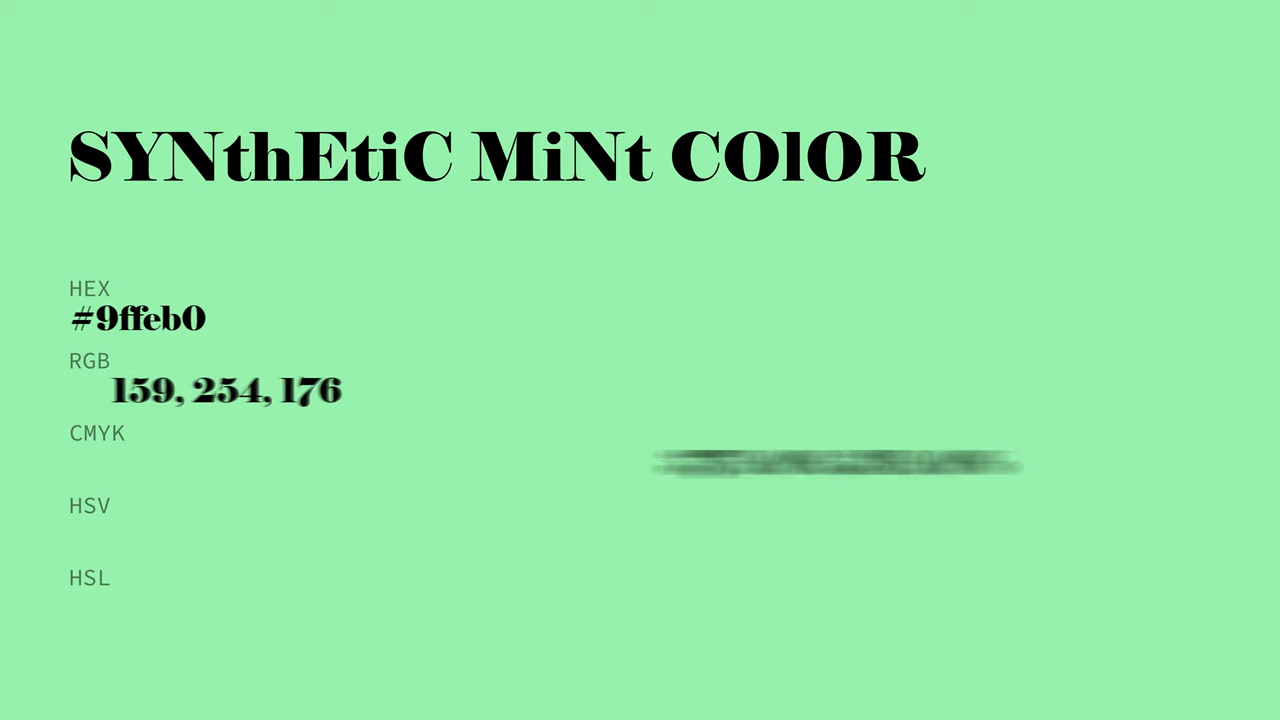 SYNthEtiC MiNt COlOR
HEX
#9ffeb0
RGB
159, 254, 176
CMYK
HSV
HSL